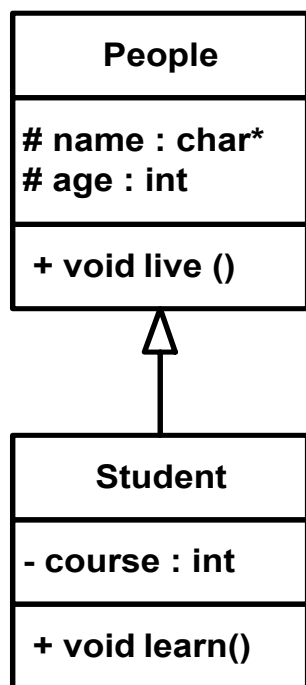 People
# name : char*
# age : int
+ void live ()
Student
- course : int
+ void learn()